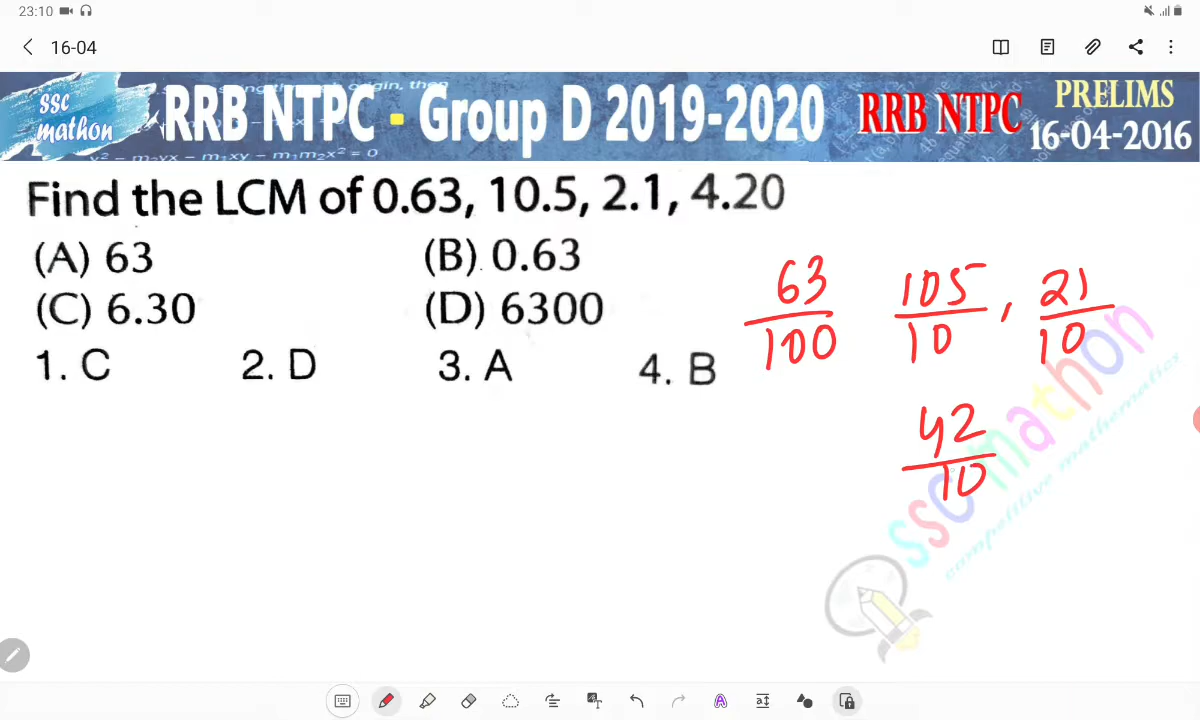 23:10
16-04
SSC mathon
RRB NTPC - Group D 2019-2020
RRB NTPC
PRELIMS
16-04-2016
Find the LCM of 0.63, 10.5, 2.1, 4.20
(A) 63 (B) 0.63
(C) 6.30 (D) 6300
1. C 2. D 3. A 4. B
63/100 105/10 , 21/10
42/10
ssc mathon
competitive mathematics